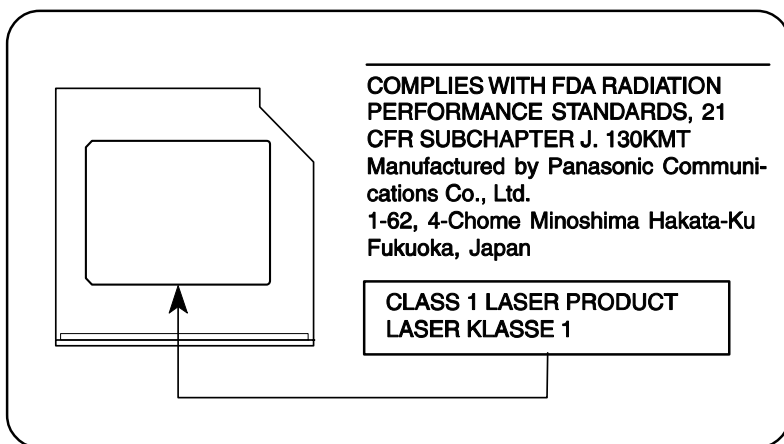 COMPLIES WITH FDA RADIATION
PERFORMANCE STANDARDS, 21
CFR SUBCHAPTER J. 130KMT
Manufactured by Panasonic Communi-
cations Co., Ltd.
1-62, 4-Chome Minoshima Hakata-Ku
Fukuoka, Japan
CLASS 1 LASER PRODUCT
LASER KLASSE 1